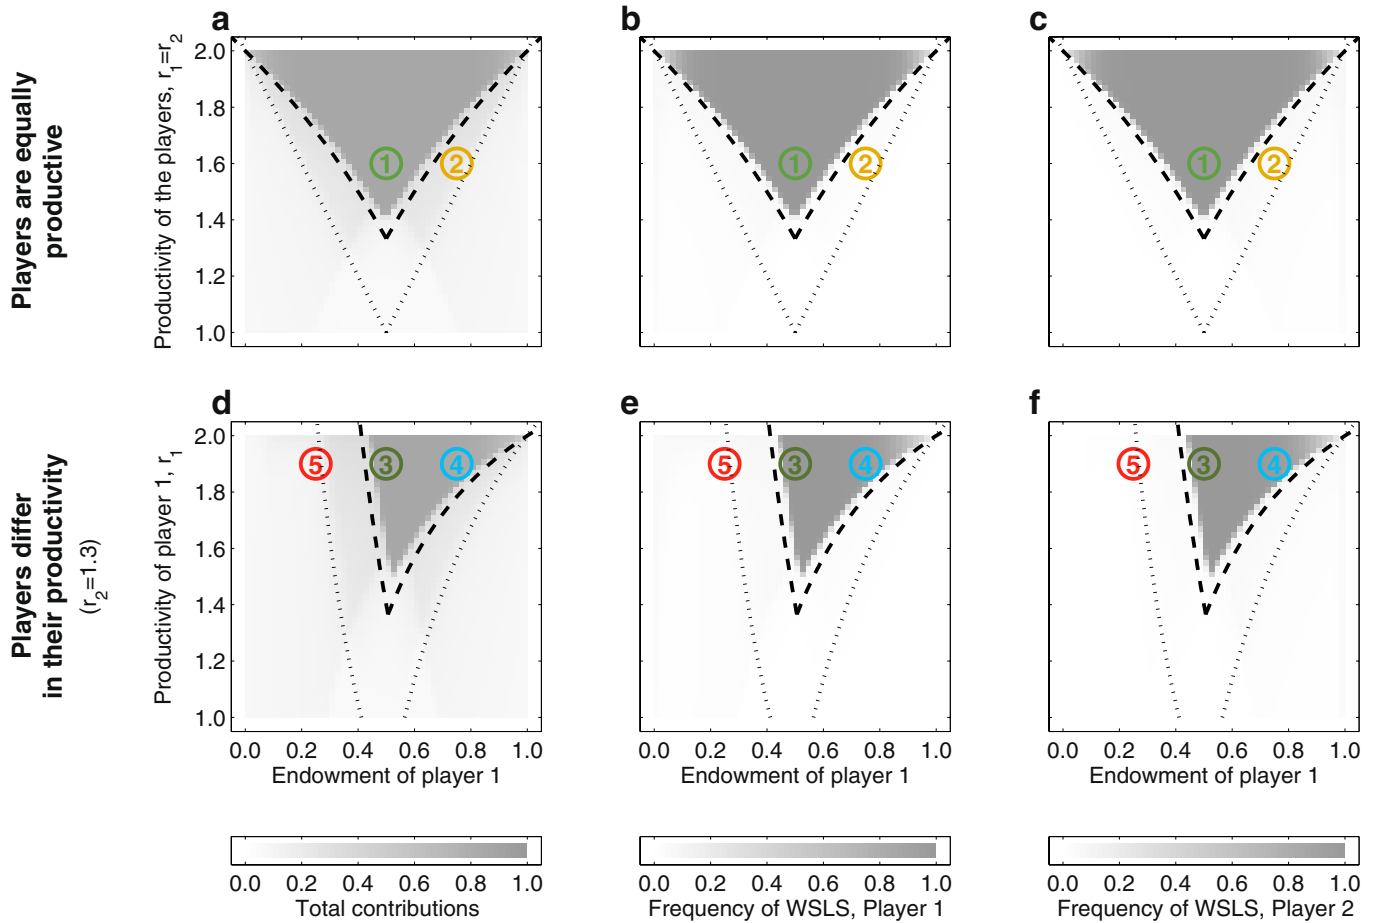 a
b
c
Players are equally
productive
Productivity of the players, r1=r2
2.0
1.8
1.6
1.4
1.2
1.0
1
2
1
2
1
2
d
e
f
Players differ
in their productivity
(r2=1.3)
Productivity of player 1, r1
2.0
1.8
1.6
1.4
1.2
1.0
5
3
4
5
3
4
5
3
4
0.0 0.2 0.4 0.6 0.8 1.0
Endowment of player 1
0.0 0.2 0.4 0.6 0.8 1.0
Endowment of player 1
0.0 0.2 0.4 0.6 0.8 1.0
Endowment of player 1
0.0 0.2 0.4 0.6 0.8 1.0
Total contributions
0.0 0.2 0.4 0.6 0.8 1.0
Frequency of WSLS, Player 1
0.0 0.2 0.4 0.6 0.8 1.0
Frequency of WSLS, Player 2